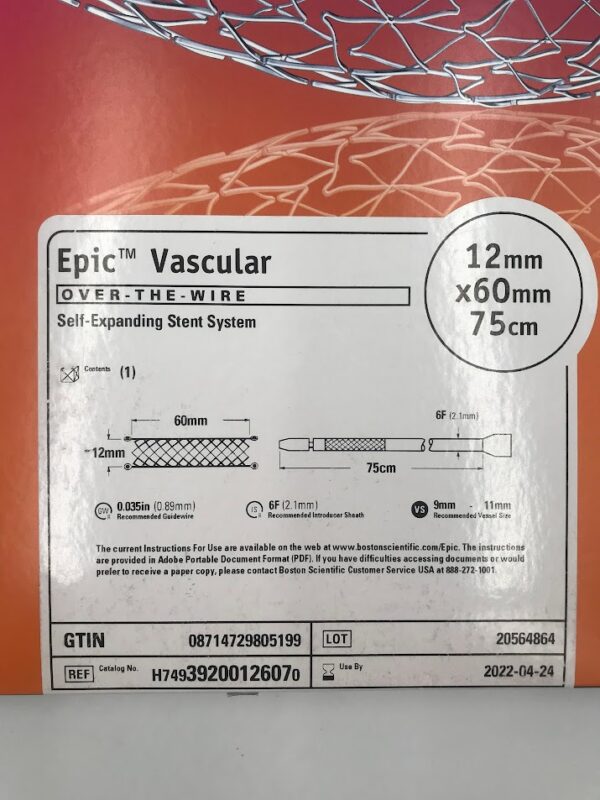 Epic™ Vascular
OVER-THE-WIRE
Self-Expanding Stent System
12mm
x60mm
75cm
Contents (1)
60mm
12mm
6F (2.1mm)
75cm
GW 0.035in (0.89mm)
Recommended Guidewire
IS 6F (2.1mm)
Recommended Introducer Sheath
VS 9mm - 11mm
Recommended Vessel Size
The current Instructions For Use are available on the web at www.bostonscientific.com/Epic. The instructions
are provided in Adobe Portable Document Format (PDF). If you have difficulties accessing documents or would
prefer to receive a paper copy, please contact Boston Scientific Customer Service USA at 888-272-1001.
GTIN 08714729805199
LOT 20564864
REF Catalog No. H74939200126070
Use By 2022-04-24